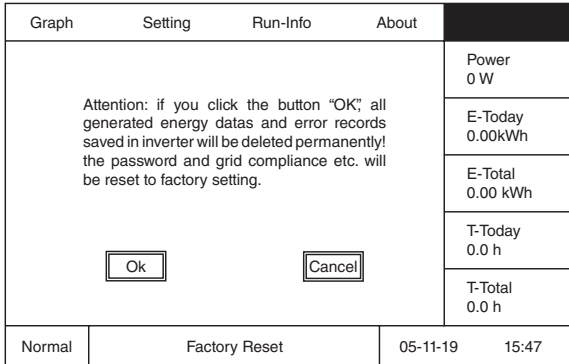 Graph Setting Run-Info About
Power
0 W
Attention: if you click the button “OK”, all
generated energy datas and error records
saved in inverter will be deleted permanently!
the password and grid compliance etc. will
be reset to factory setting.
E-Today
0.00kWh
E-Total
0.00 kWh
T-Today
0.0 h
Ok Cancel
T-Total
0.0 h
Normal Factory Reset 05-11-19 15:47